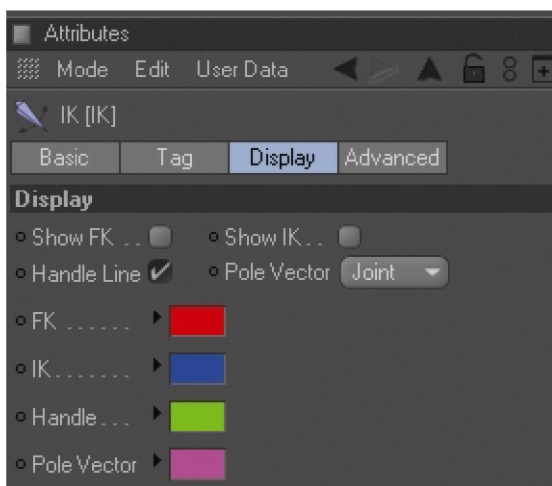 Attributes
Mode Edit User Data
IK [IK]
Basic Tag Display Advanced
Display
Show FK . . Show IK . .
Handle Line Pole Vector Joint
FK . . . . . .
IK . . . . . . .
Handle . . .
Pole Vector